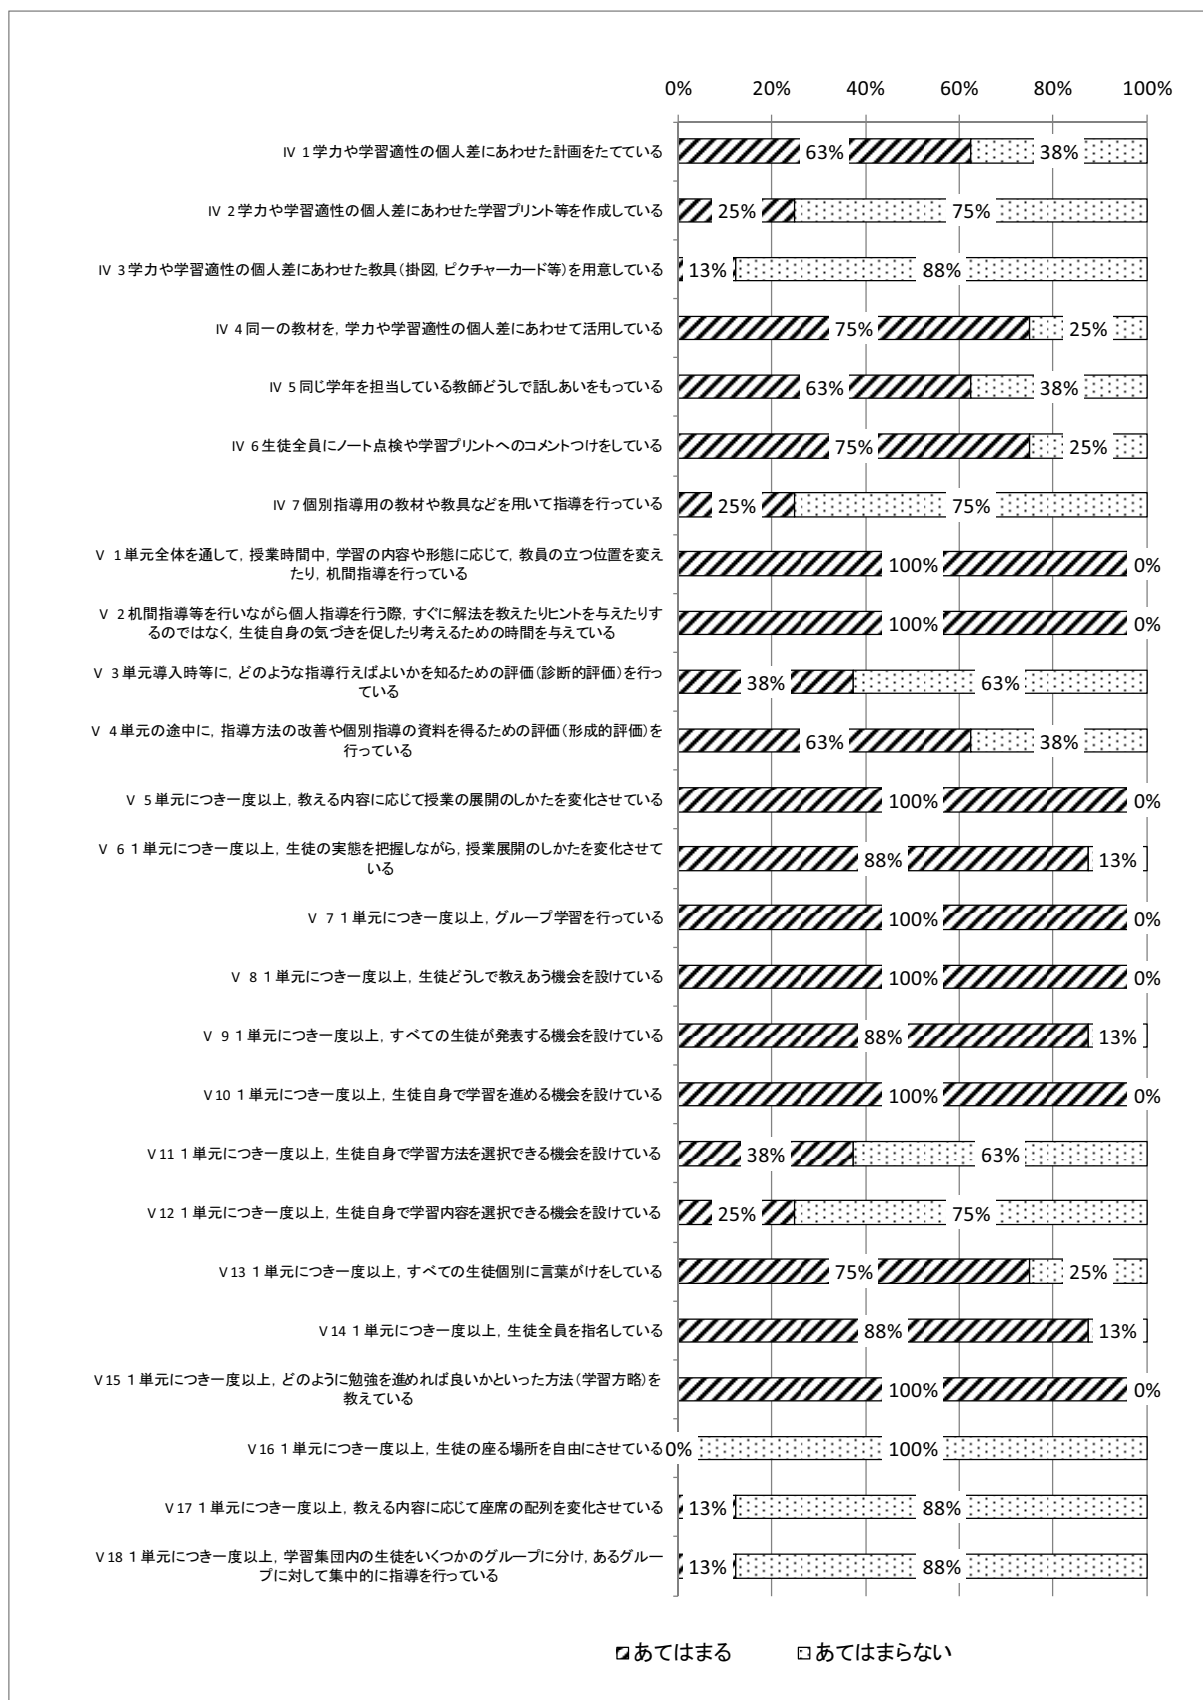 0% 20% 40% 60% 80% 100%
Ⅳ 1 学力や学習適性の個人差にあわせた計画をたてている 63% 38%
Ⅳ 2 学力や学習適性の個人差にあわせた学習プリント等を作成している 25% 75%
Ⅳ 3 学力や学習適性の個人差にあわせた教具（掛図，ピクチャーカード等）を用意している 13% 88%
Ⅳ 4 同一の教材を，学力や学習適性の個人差にあわせて活用している 75% 25%
Ⅳ 5 同じ学年を担当している教師どうしで話しあいをもっている 63% 38%
Ⅳ 6 生徒全員にノート点検や学習プリントへのコメントつけをしている 75% 25%
Ⅳ 7 個別指導用の教材や教具などを用いて指導を行っている 25% 75%
Ⅴ 1 単元全体を通して，授業時間中，学習の内容や形態に応じて，教員の立つ位置を変え
たり，机間指導を行っている 100% 0%
Ⅴ 2 机間指導等を行いながら個人指導を行う際，すぐに解法を教えたりヒントを与えたりす
るのではなく，生徒自身の気づきを促したり考えるための時間を与えている 100% 0%
Ⅴ 3 単元導入時等に，どのような指導行えばよいかを知るための評価（診断的評価）を行っ
ている 38% 63%
Ⅴ 4 単元の途中に，指導方法の改善や個別指導の資料を得るための評価（形成的評価）を
行っている 63% 38%
Ⅴ 5 単元につき一度以上，教える内容に応じて授業の展開のしかたを変化させている 100% 0%
Ⅴ 6 １単元につき一度以上，生徒の実態を把握しながら，授業展開のしかたを変化させて
いる 88% 13%
Ⅴ 7 １単元につき一度以上，グループ学習を行っている 100% 0%
Ⅴ 8 １単元につき一度以上，生徒どうしで教えあう機会を設けている 100% 0%
Ⅴ 9 １単元につき一度以上，すべての生徒が発表する機会を設けている 88% 13%
Ⅴ10 １単元につき一度以上，生徒自身で学習を進める機会を設けている 100% 0%
Ⅴ11 １単元につき一度以上，生徒自身で学習方法を選択できる機会を設けている 38% 63%
Ⅴ12 １単元につき一度以上，生徒自身で学習内容を選択できる機会を設けている 25% 75%
Ⅴ13 １単元につき一度以上，すべての生徒個別に言葉がけをしている 75% 25%
Ⅴ14 １単元につき一度以上，生徒全員を指名している 88% 13%
Ⅴ15 １単元につき一度以上，どのように勉強を進めれば良いかといった方法（学習方略）を
教えている 100% 0%
Ⅴ16 １単元につき一度以上，生徒の座る場所を自由にさせている 0% 100%
Ⅴ17 １単元につき一度以上，教える内容に応じて座席の配列を変化させている 13% 88%
Ⅴ18 １単元につき一度以上，学習集団内の生徒をいくつかのグループに分け，あるグルー
プに対して集中的に指導を行っている 13% 88%
あてはまる あてはまらない